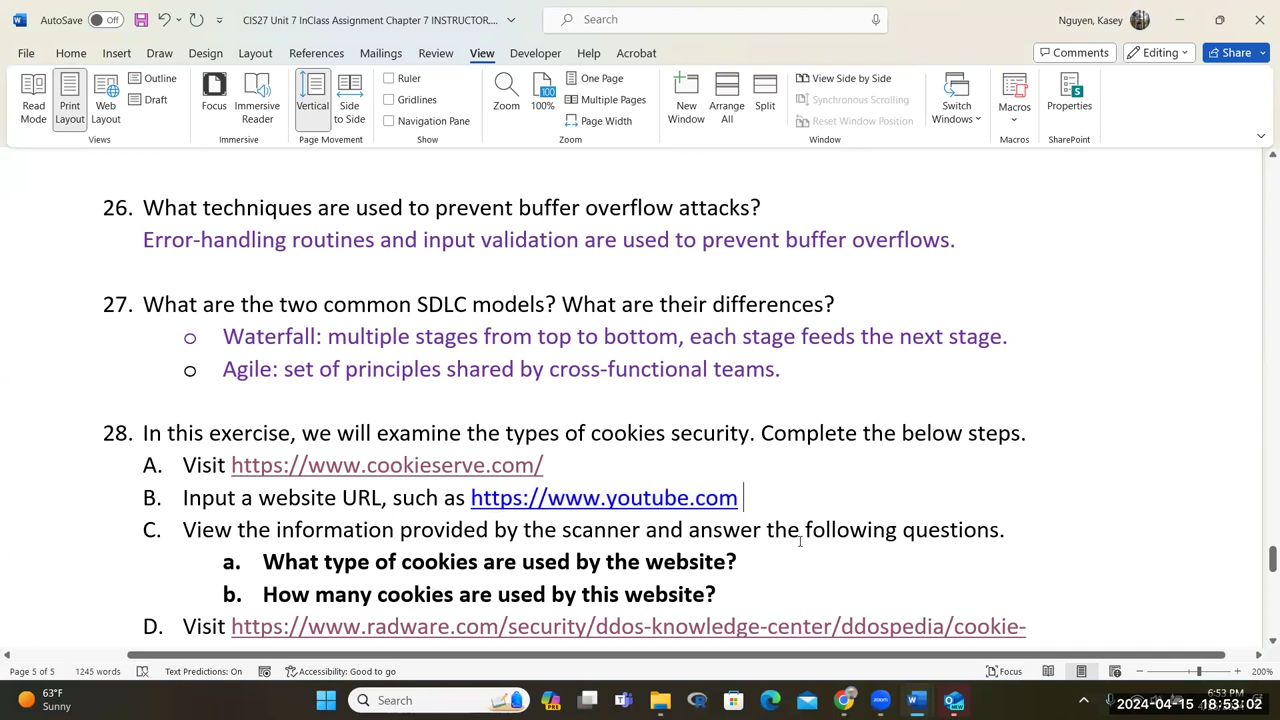 AutoSave Off CIS27 Unit 7 InClass Assignment Chapter 7 INSTRUCTOR.... Search Nguyen, Kasey
File Home Insert Draw Design Layout References Mailings Review View Developer Help Acrobat Comments Editing Share
Read Mode Print Layout Web Layout Outline Draft Views
Focus Immersive Reader Immersive
Vertical Side to Side Page Movement
Ruler Gridlines Navigation Pane Show
Zoom 100% One Page Multiple Pages Page Width Zoom
New Window Arrange All Split View Side by Side Synchronous Scrolling Reset Window Position Switch Windows Window
Macros Macros
Properties SharePoint
26. What techniques are used to prevent buffer overflow attacks?
Error-handling routines and input validation are used to prevent buffer overflows.
27. What are the two common SDLC models? What are their differences?
o Waterfall: multiple stages from top to bottom, each stage feeds the next stage.
o Agile: set of principles shared by cross-functional teams.
28. In this exercise, we will examine the types of cookies security. Complete the below steps.
A. Visit https://www.cookieserve.com/
B. Input a website URL, such as https://www.youtube.com
C. View the information provided by the scanner and answer the following questions.
a. What type of cookies are used by the website?
b. How many cookies are used by this website?
D. Visit https://www.radware.com/security/ddos-knowledge-center/ddospedia/cookie-
Page 5 of 5 1245 words Text Predictions: On Accessibility: Good to go Focus 200%
63°F
Sunny
Search
6:53 PM
2024-04-15 18:53:02